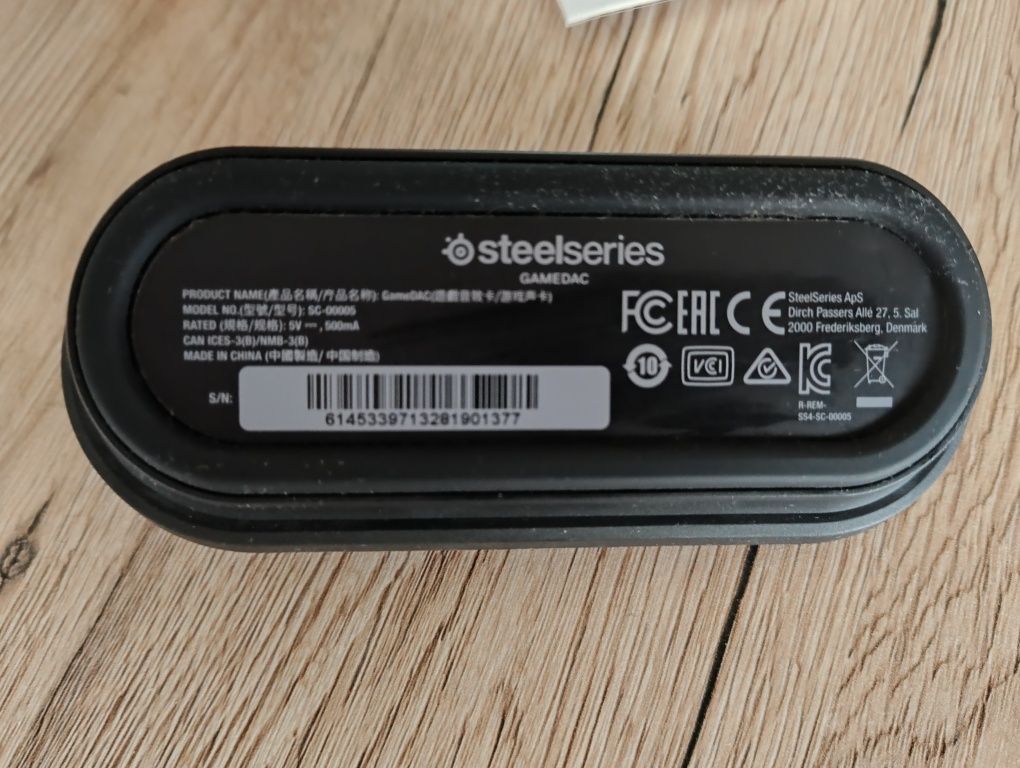 steelseries
GAMEDAC
PRODUCT NAME(產品名稱/产品名称): GameDAC(遊戲音效卡/游戏声卡)
MODEL NO.(型號/型号): SC-00005
RATED (規格/规格): 5V ⎓, 500mA
CAN ICES-3(B)/NMB-3(B)
MADE IN CHINA (中國製造/ 中国制造)
S/N:
6145339713281901377
FC EAC CE
SteelSeries ApS
Dirch Passers Allé 27, 5. Sal
2000 Frederiksberg, Denmark
10
VCI
R-REM-
SS4-SC-00005